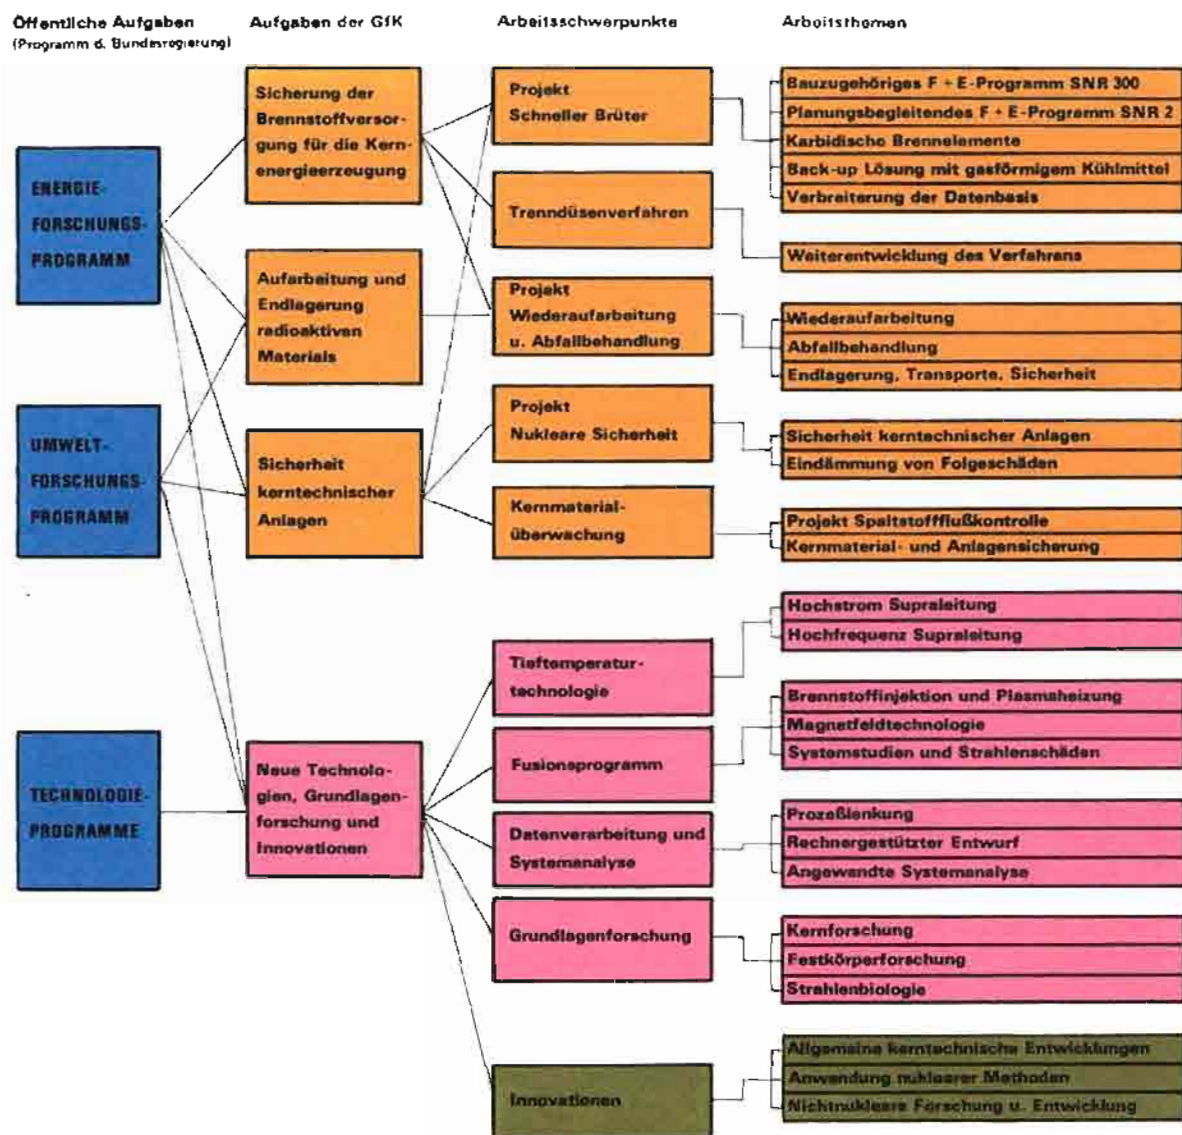 Öffentliche Aufgaben
(Programm d. Bundesregierung)
Aufgaben der GfK
Arbeitsschwerpunkte
Arbeitsthemen
ENERGIE-
FORSCHUNGS-
PROGRAMM
UMWELT-
FORSCHUNGS-
PROGRAMM
TECHNOLOGIE-
PROGRAMME
Sicherung der
Brennstoffversor-
gung für die Kern-
energieerzeugung
Aufarbeitung und
Endlagerung
radioaktiven
Materials
Sicherheit
kerntechnischer
Anlagen
Neue Technolo-
gien, Grundlagen-
forschung und
Innovationen
Projekt
Schneller Brüter
Trenndüsenverfahren
Projekt
Wiederaufarbeitung
u. Abfallbehandlung
Projekt
Nukleare Sicherheit
Kernmaterial-
überwachung
Tieftemperatur-
technologie
Fusionsprogramm
Datenverarbeitung und
Systemanalyse
Grundlagenforschung
Innovationen
Bauzugehöriges F + E-Programm SNR 300
Planungsbegleitendes F + E-Programm SNR 2
Karbidische Brennelemente
Back-up Lösung mit gasförmigem Kühlmittel
Verbreiterung der Datenbasis
Weiterentwicklung des Verfahrens
Wiederaufarbeitung
Abfallbehandlung
Endlagerung, Transporte, Sicherheit
Sicherheit kerntechnischer Anlagen
Eindämmung von Folgeschäden
Projekt Spaltstoffflußkontrolle
Kernmaterial- und Anlagensicherung
Hochstrom Supraleitung
Hochfrequenz Supraleitung
Brennstoffinjektion und Plasmaheizung
Magnetfeldtechnologie
Systemstudien und Strahlenschäden
Prozeßlenkung
Rechnergestützter Entwurf
Angewandte Systemanalyse
Kernforschung
Festkörperforschung
Strahlenbiologie
Allgemeine kerntechnische Entwicklungen
Anwendung nuklearer Methoden
Nichtnukleare Forschung u. Entwicklung